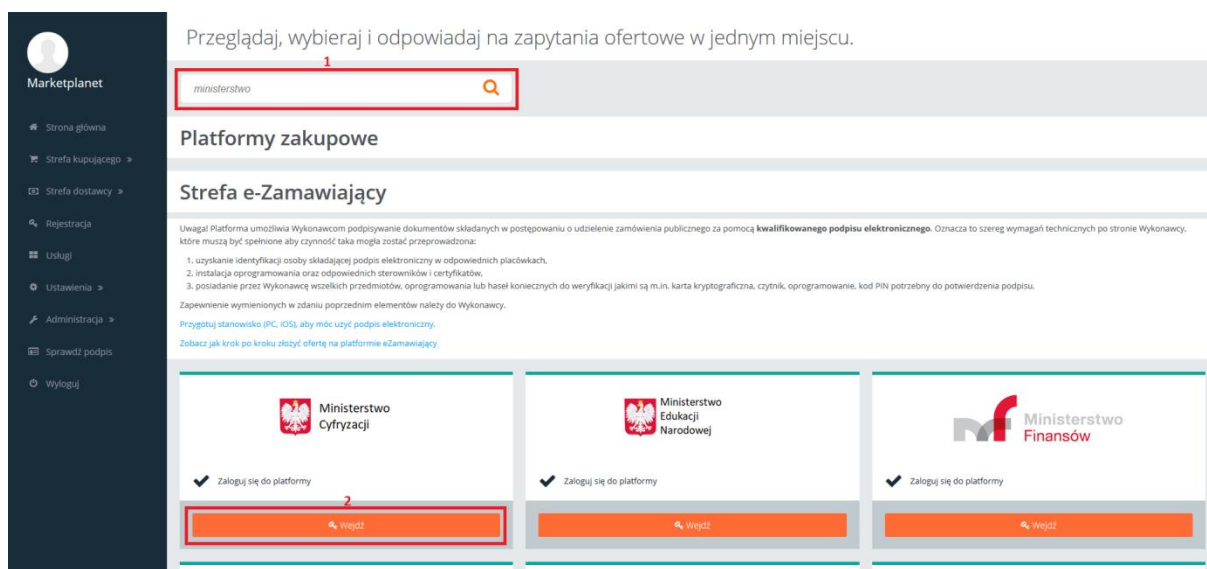 Przeglądaj, wybieraj i odpowiadaj na zapytania ofertowe w jednym miejscu.
1
Marketplanet
ministerstwo
Strona główna
Strefa kupującego »
Strefa dostawcy »
Rejestracja
Usługi
Ustawienia »
Administracja »
Sprawdź podpis
Wyloguj
Platformy zakupowe
Strefa e-Zamawiający
Uwaga! Platforma umożliwia Wykonawcom podpisywanie dokumentów składanych w postępowaniu o udzielenie zamówienia publicznego za pomocą kwalifikowanego podpisu elektronicznego. Oznacza to szereg wymagań technicznych po stronie Wykonawcy,
które muszą być spełnione aby czynność taka mogła zostać przeprowadzona:
1. uzyskanie identyfikacji osoby składającej podpis elektroniczny w odpowiednich placówkach,
2. instalacja oprogramowania oraz odpowiednich sterowników i certyfikatów,
3. posiadanie przez Wykonawcę wszelkich przedmiotów, oprogramowania lub haseł koniecznych do weryfikacji jakimi są m.in. karta kryptograficzna, czytnik, oprogramowanie, kod PIN potrzebny do potwierdzenia podpisu.
Zapewnienie wymienionych w zdaniu poprzednim elementów należy do Wykonawcy.
Przygotuj stanowisko (PC, iOS), aby móc użyć podpis elektroniczny.
Zobacz jak krok po kroku złożyć ofertę na platformie eZamawiający
Ministerstwo
Cyfryzacji
Zaloguj się do platformy
2
Wejdź
Ministerstwo
Edukacji
Narodowej
Zaloguj się do platformy
Wejdź
mf
Ministerstwo
Finansów
Zaloguj się do platformy
Wejdź